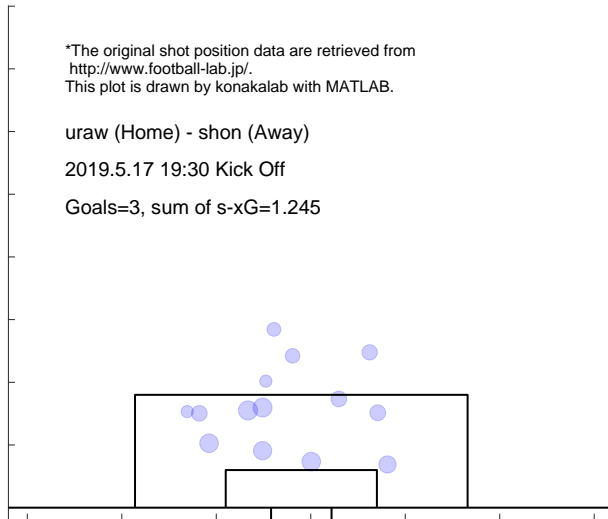 *The original shot position data are retrieved from
http://www.football-lab.jp/.
This plot is drawn by konakalab with MATLAB.
uraw (Home) - shon (Away)
2019.5.17 19:30 Kick Off
Goals=3, sum of s-xG=1.245